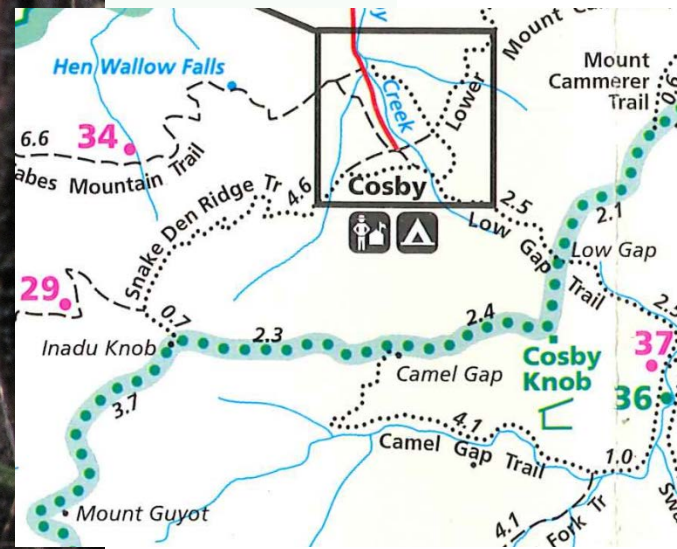 Hen Wallow Falls
34
6.6
abes Mountain Trail
Creek
Lower
Mount
Mount
Cammerer
Trail
Cosby
Snake Den Ridge Tr
4.6
2.5
Low Gap Trail
2.1
Low Gap
29
0.7
Inadu Knob
2.3
2.4
Camel Gap
Cosby
Knob
37
36
3.7
4.1
Camel Gap Trail
1.0
Mount Guyot
4.1
Fork Tr